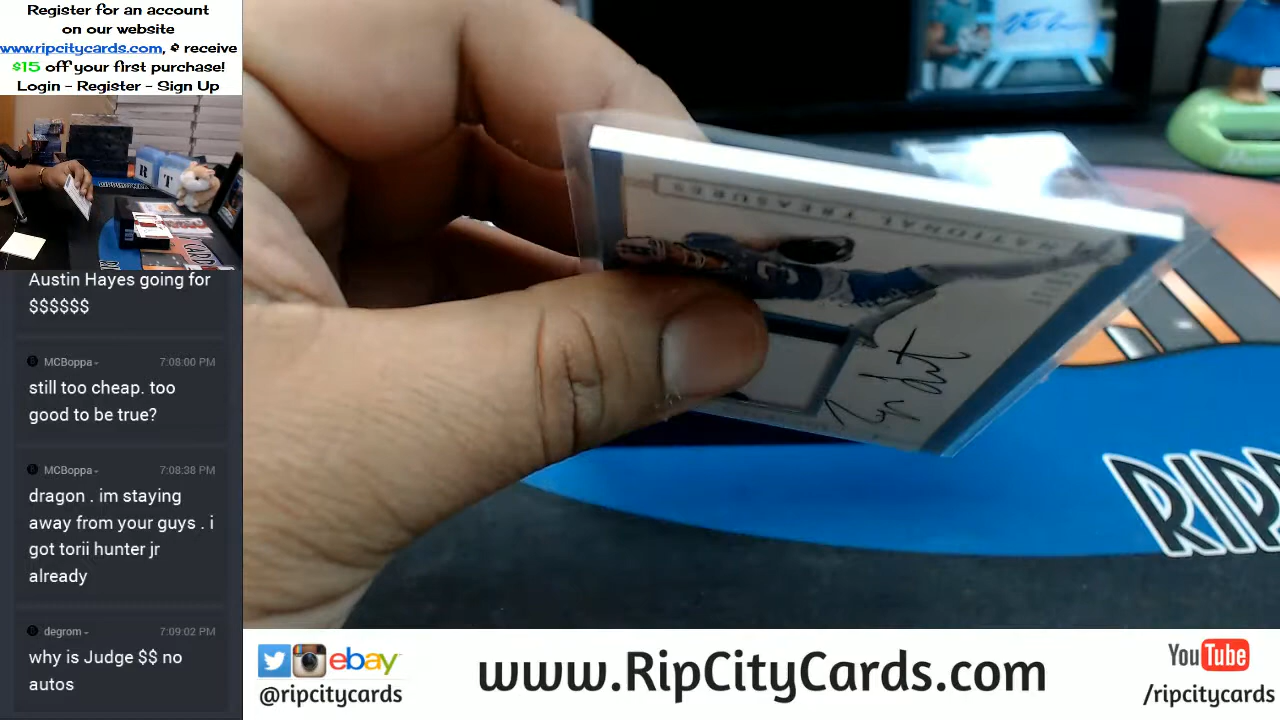 Register for an account
on our website
www.ripcitycards.com, & receive
$15 off your first purchase!
Login - Register - Sign Up
R T
Austin Hayes going for
$$$$$$
MCBoppa - 7:08:00 PM
still too cheap. too
good to be true?
MCBoppa - 7:08:38 PM
dragon . im staying
away from your guys . i
got torii hunter jr
already
degrom - 7:09:02 PM
why is Judge $$ no
autos
NATIONAL TREASURES
RIP
ebay
@ripcitycards
www.RipCityCards.com
YouTube
/ripcitycards